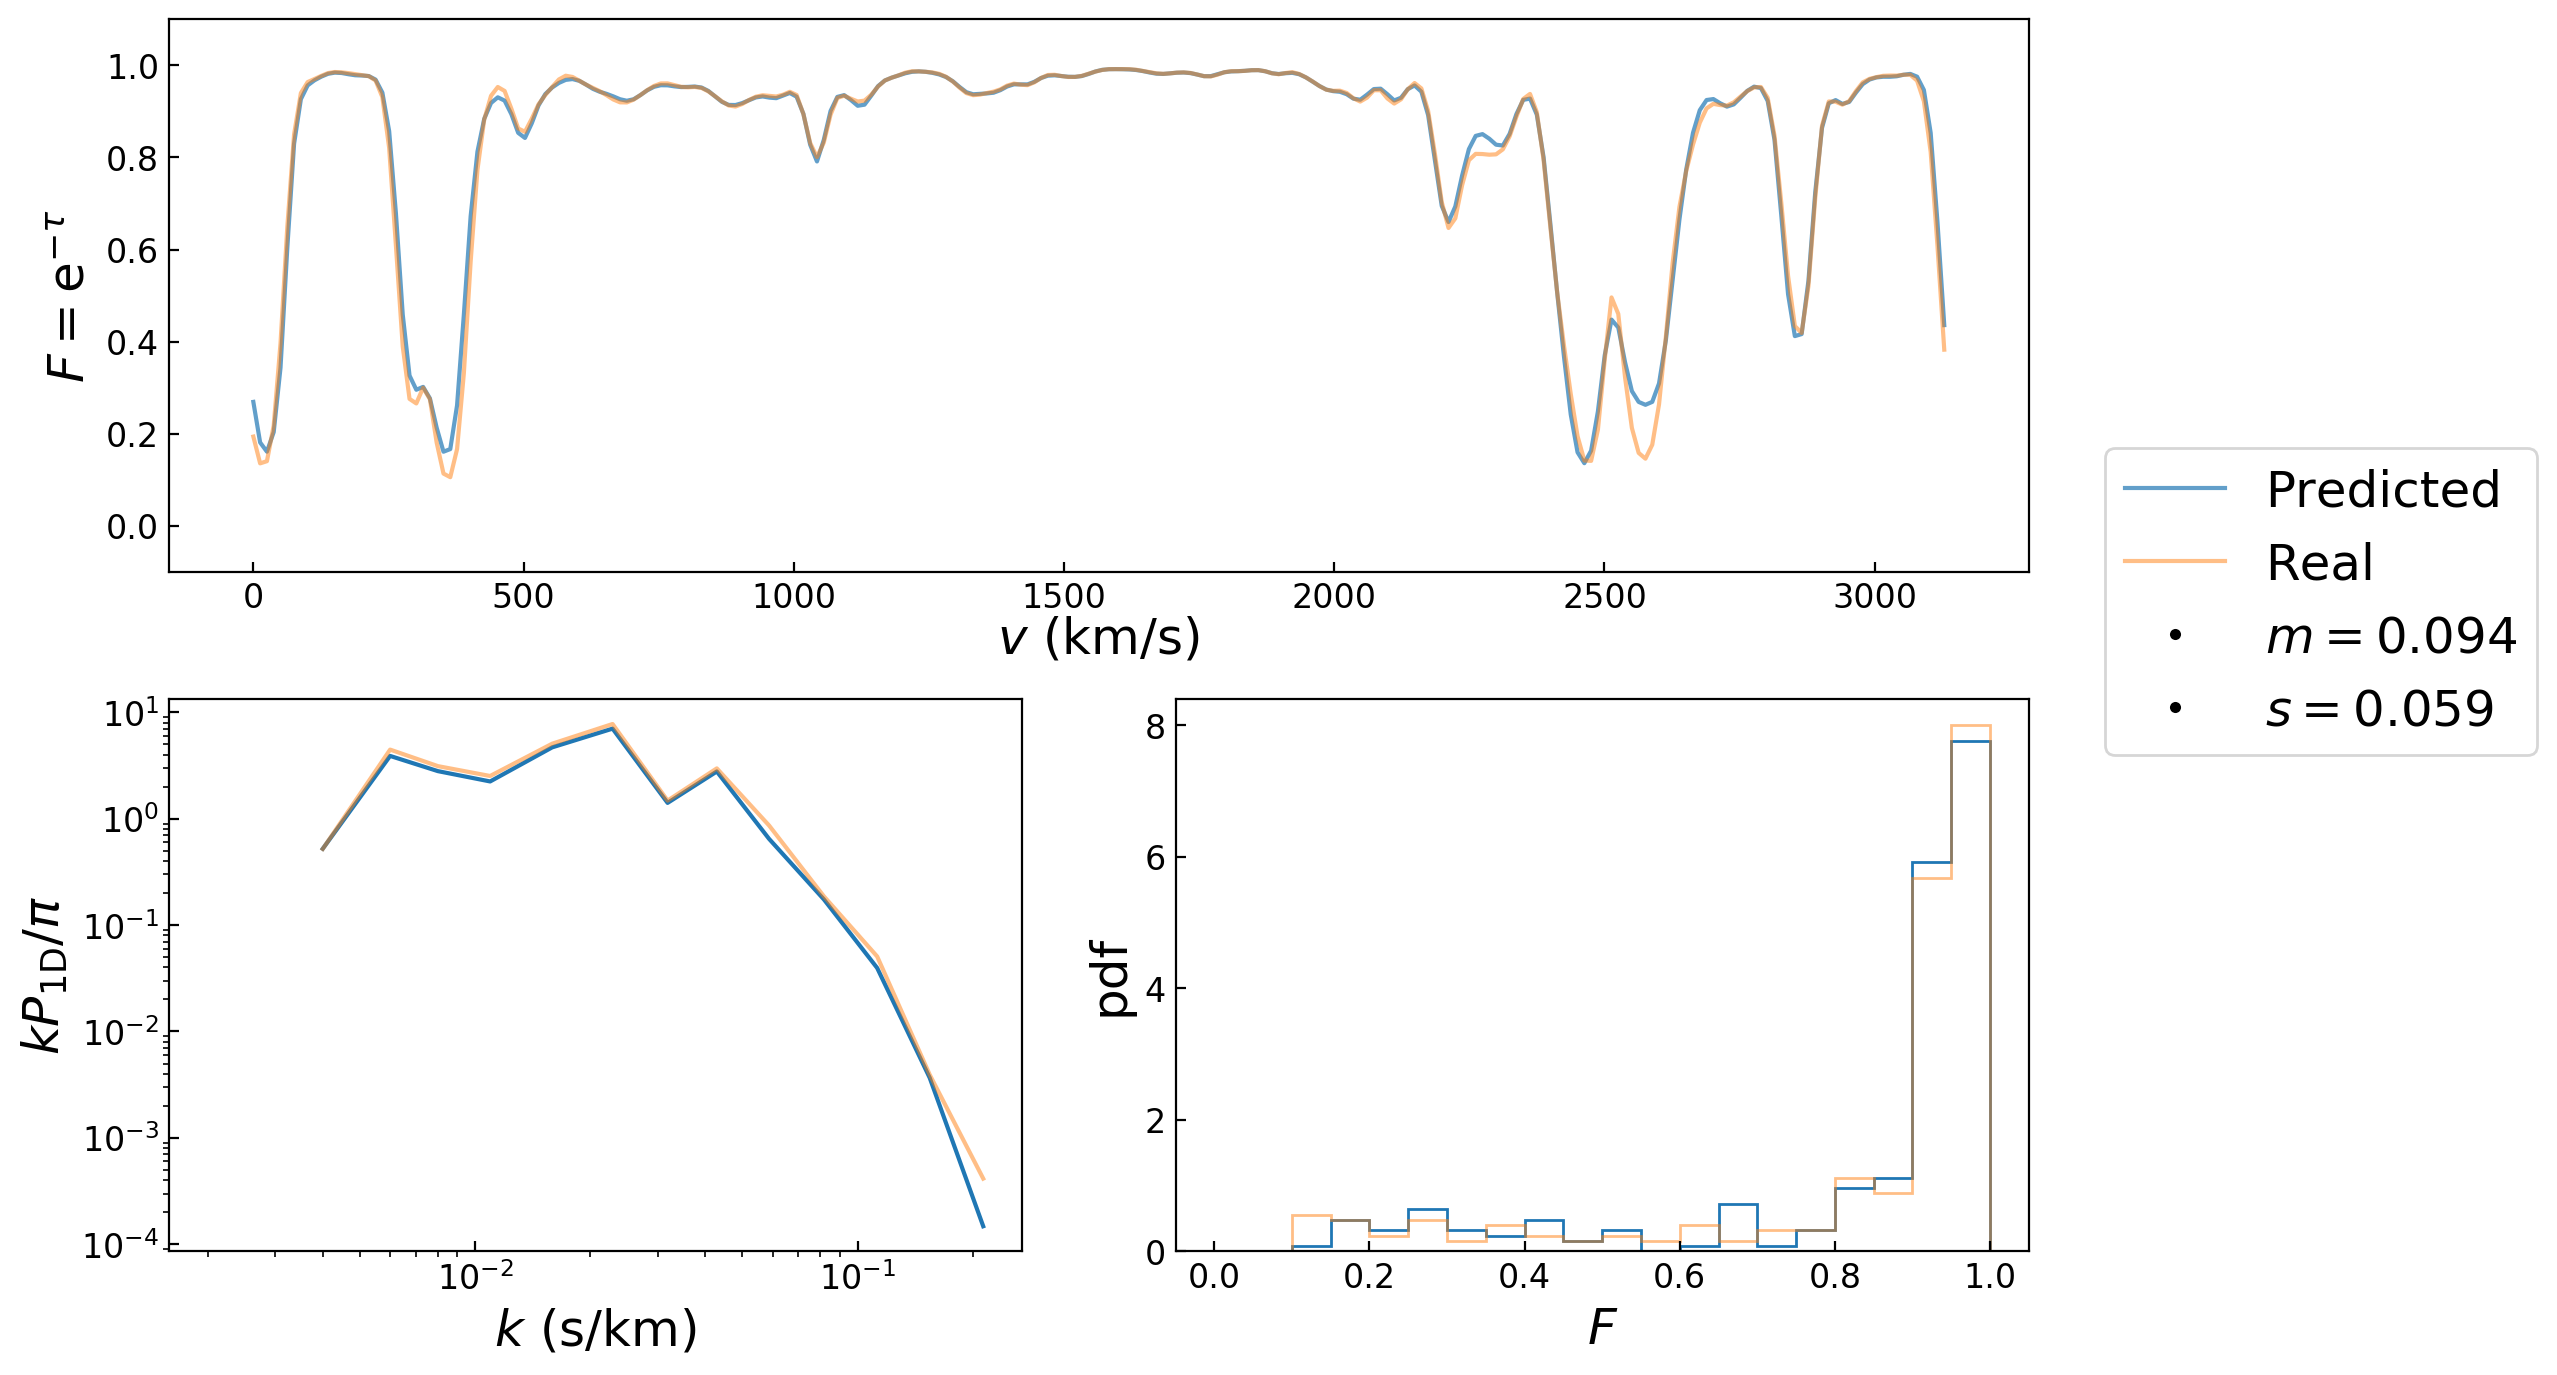 F = e^{−τ}
1.0
0.8
0.6
0.4
0.2
0.0
0 500 1000 1500 2000 2500 3000
v (km/s)
Predicted
Real
m = 0.094
s = 0.059
kP_{1D}/π
10^1
10^0
10^{−1}
10^{−2}
10^{−3}
10^{−4}
10^{−2} 10^{−1}
k (s/km)
pdf
8
6
4
2
0
0.0 0.2 0.4 0.6 0.8 1.0
F